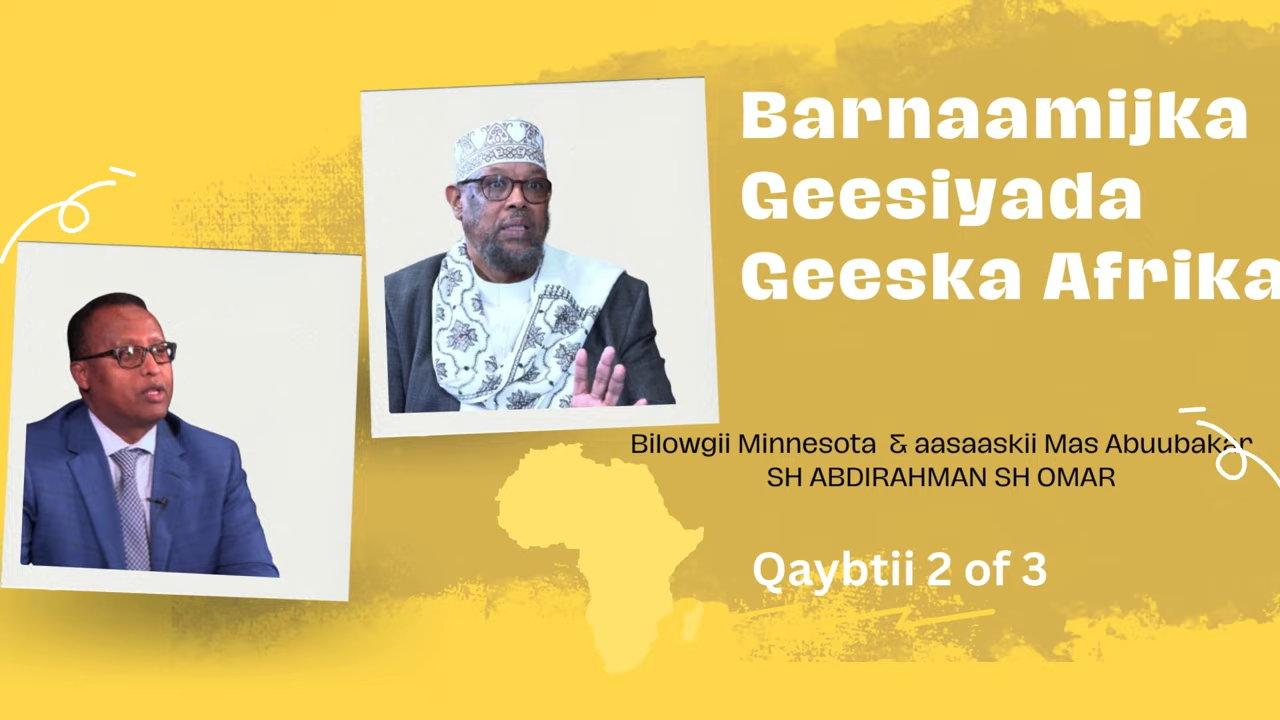 Barnaamijka
Geesiyada
Geeska Afrika
Bilowgii Minnesota & aasaaskii Mas Abuubakar
SH ABDIRAHMAN SH OMAR
Qaybtii 2 of 3